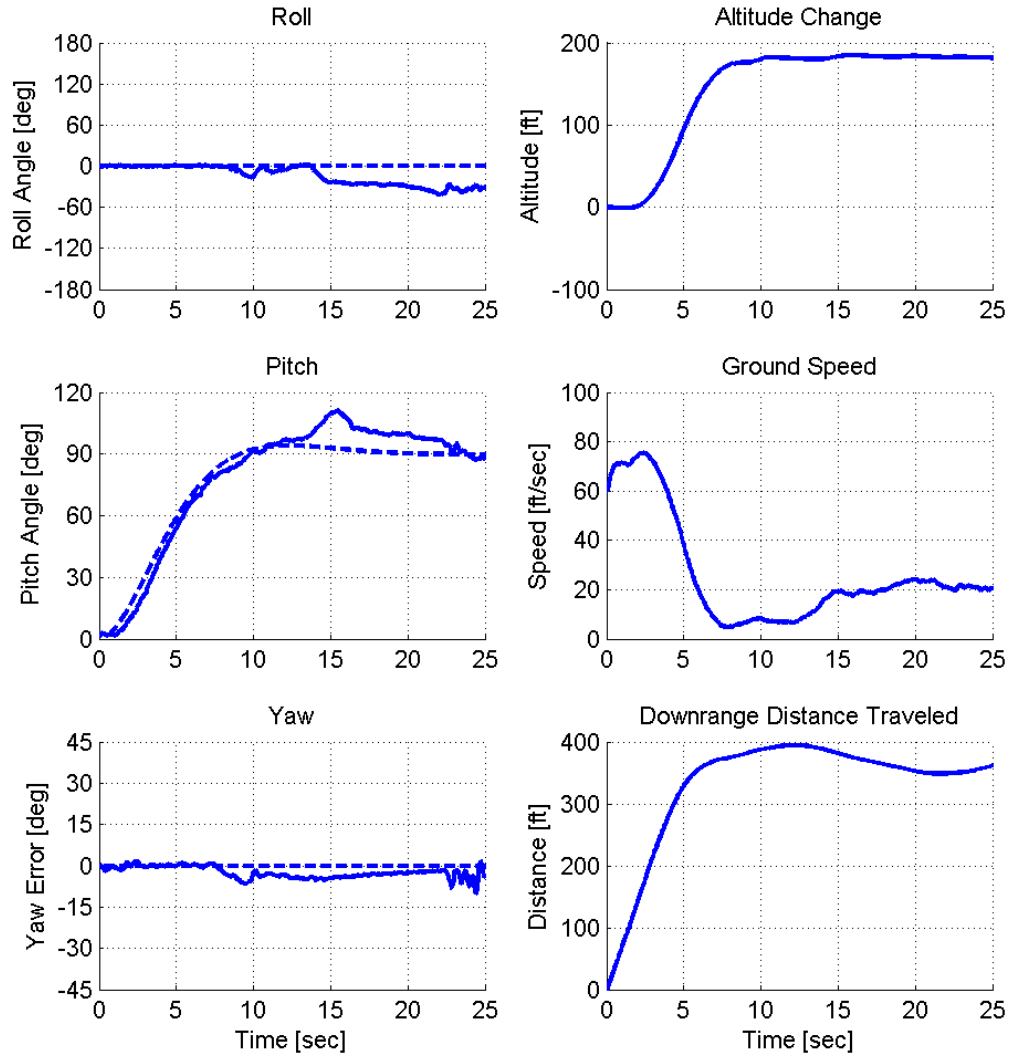 Roll
Roll Angle [deg]
180
120
60
0
-60
-120
-180
0 5 10 15 20 25
Altitude Change
Altitude [ft]
200
100
0
-100
0 5 10 15 20 25
Pitch
Pitch Angle [deg]
120
90
60
30
0
0 5 10 15 20 25
Ground Speed
Speed [ft/sec]
100
80
60
40
20
0
0 5 10 15 20 25
Yaw
Yaw Error [deg]
45
30
15
0
-15
-30
-45
0 5 10 15 20 25
Time [sec]
Downrange Distance Traveled
Distance [ft]
400
300
200
100
0
0 5 10 15 20 25
Time [sec]